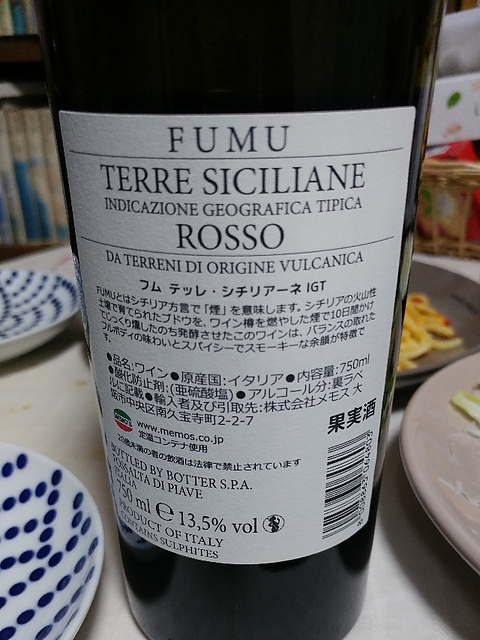 FUMU
TERRE SICILIANE
INDICAZIONE GEOGRAFICA TIPICA
ROSSO
DA TERRENI DI ORIGINE VULCANICA
フム テッレ・シチリアーネ IGT
FUMUとはシチリア方言で「煙」を意味します。シチリアの火山性
土壌で育てられたブドウを、ワイン樽を燃やした煙で10日間かけ
てじっくり燻したのち発酵させたこのワインは、バランスの取れた
フルボディの味わいとスパイシーでスモーキーな余韻が特徴で
す。
●品名:ワイン●原産国:イタリア●内容量:750ml
●酸化防止剤:(亜硫酸塩)●アルコール分:裏ラベ
ルに記載●輸入者及び引取先:株式会社メモス 大
阪市中央区南久宝寺町2-2-7
果実酒
www.memos.co.jp
定温コンテナ使用
20歳未満の者の飲酒は法律で禁止されています
BOTTLED BY BOTTER S.P.A.
FOSSALTA DI PIAVE
ITALIA
750 ml e 13,5% vol
PRODUCT OF ITALY
CONTAINS SULPHITES